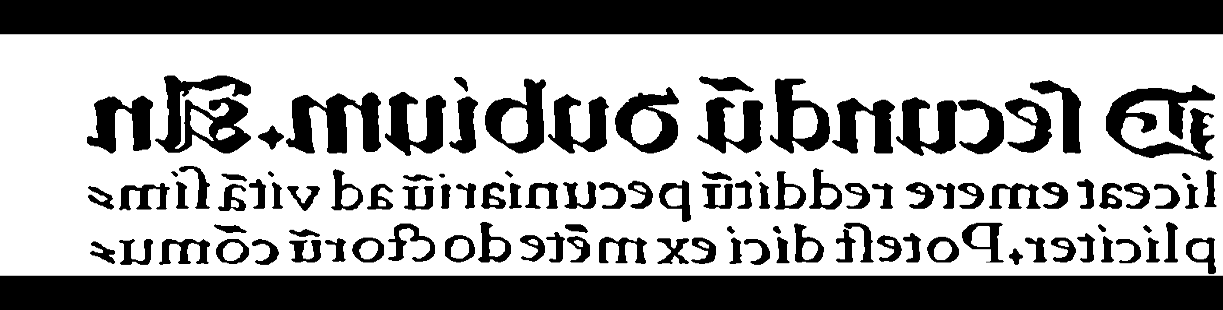 D ſecundū dubium. An
liceat emere redditū pecuniariū ad vitā ſim⸗
pliciter. Poteſt dici ex mēte doctorū cōmu⸗